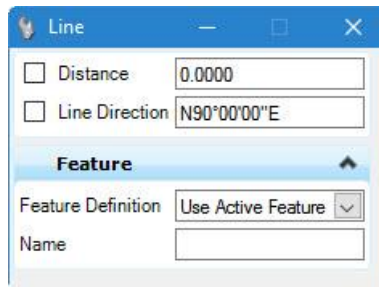 Line
Distance 0.0000
Line Direction N90°00'00"E
Feature
Feature Definition Use Active Feature
Name